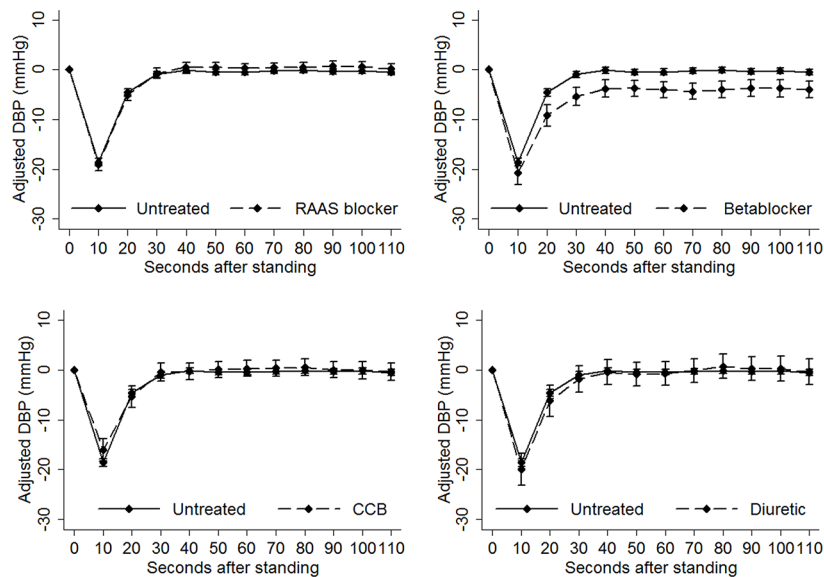 10
0
-10
-20
-30
Adjusted DBP (mmHg)
Untreated RAAS blocker
0 10 20 30 40 50 60 70 80 90 100 110
Seconds after standing
10
0
-10
-20
-30
Adjusted DBP (mmHg)
Untreated Betablocker
0 10 20 30 40 50 60 70 80 90 100 110
Seconds after standing
10
0
-10
-20
-30
Adjusted DBP (mmHg)
Untreated CCB
0 10 20 30 40 50 60 70 80 90 100 110
Seconds after standing
10
0
-10
-20
-30
Adjusted DBP (mmHg)
Untreated Diuretic
0 10 20 30 40 50 60 70 80 90 100 110
Seconds after standing